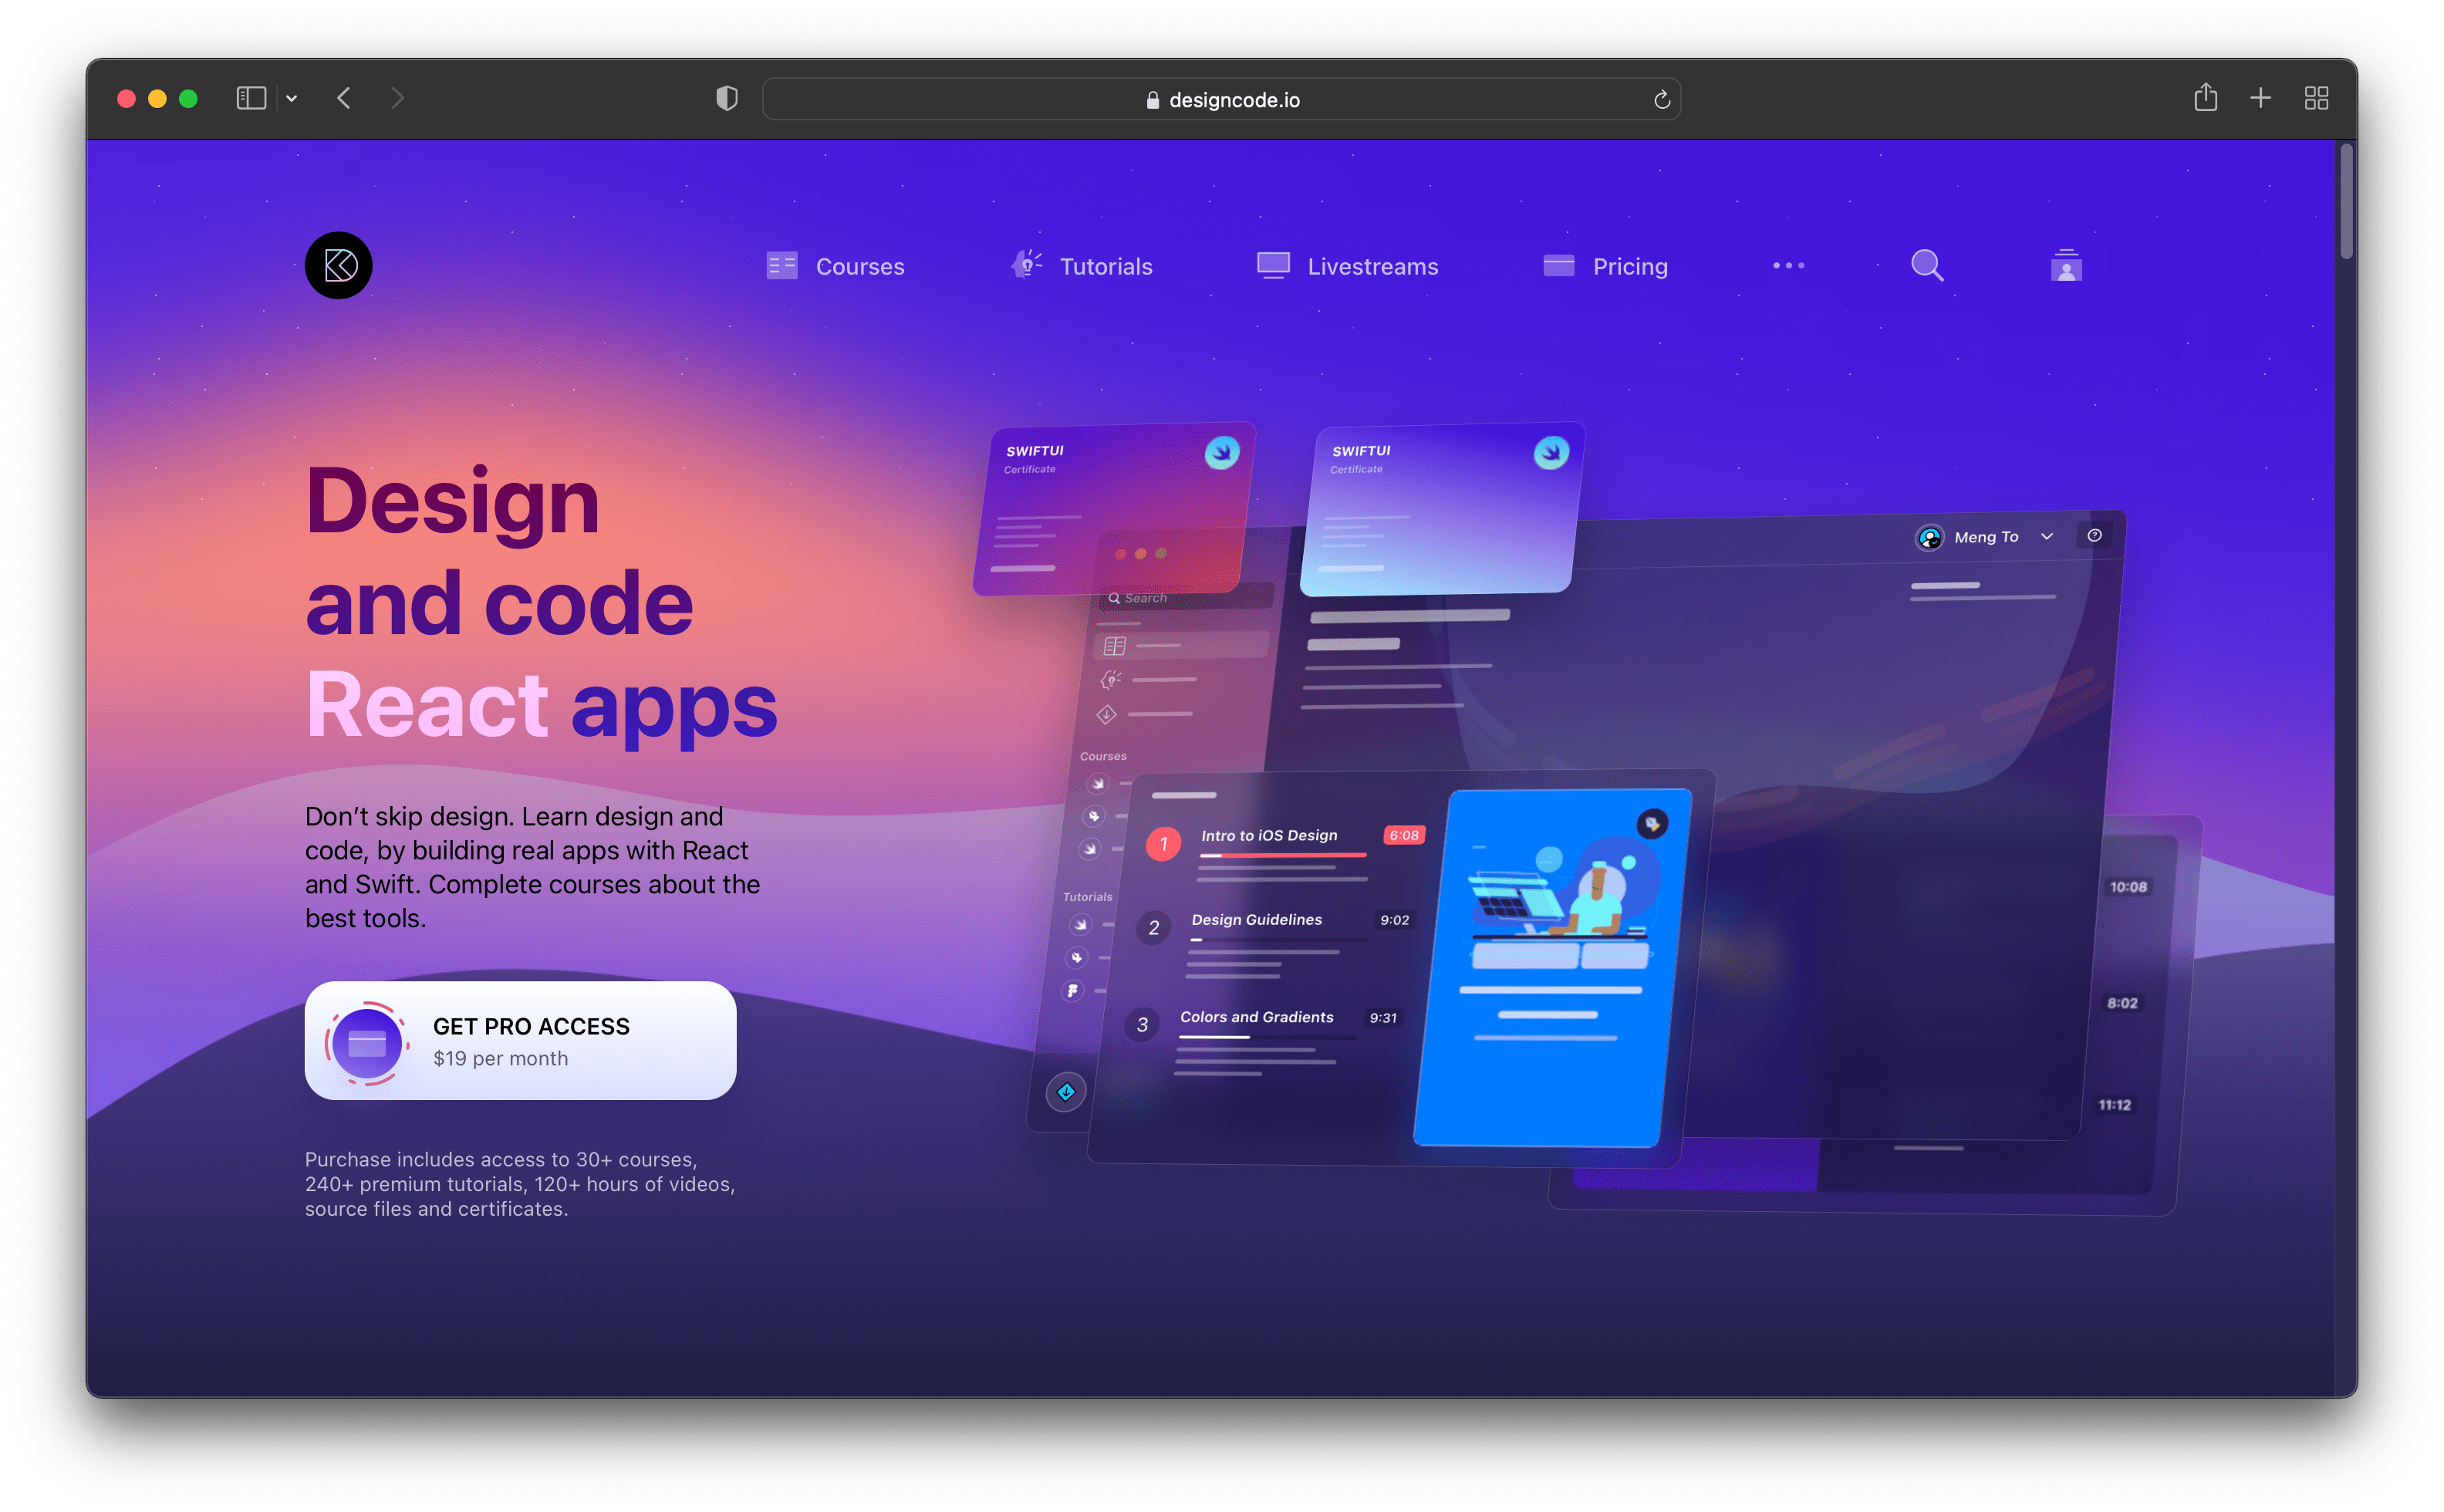 designcode.io
Courses
Tutorials
Livestreams
Pricing
Design
and code
React apps
Don’t skip design. Learn design and
code, by building real apps with React
and Swift. Complete courses about the
best tools.
GET PRO ACCESS
$19 per month
Purchase includes access to 30+ courses,
240+ premium tutorials, 120+ hours of videos,
source files and certificates.
SWIFTUI
Certificate
SWIFTUI
Certificate
Meng To
Search
Courses
Tutorials
1 Intro to iOS Design 6:08
2 Design Guidelines 9:02
3 Colors and Gradients 9:31
10:08
8:02
11:12